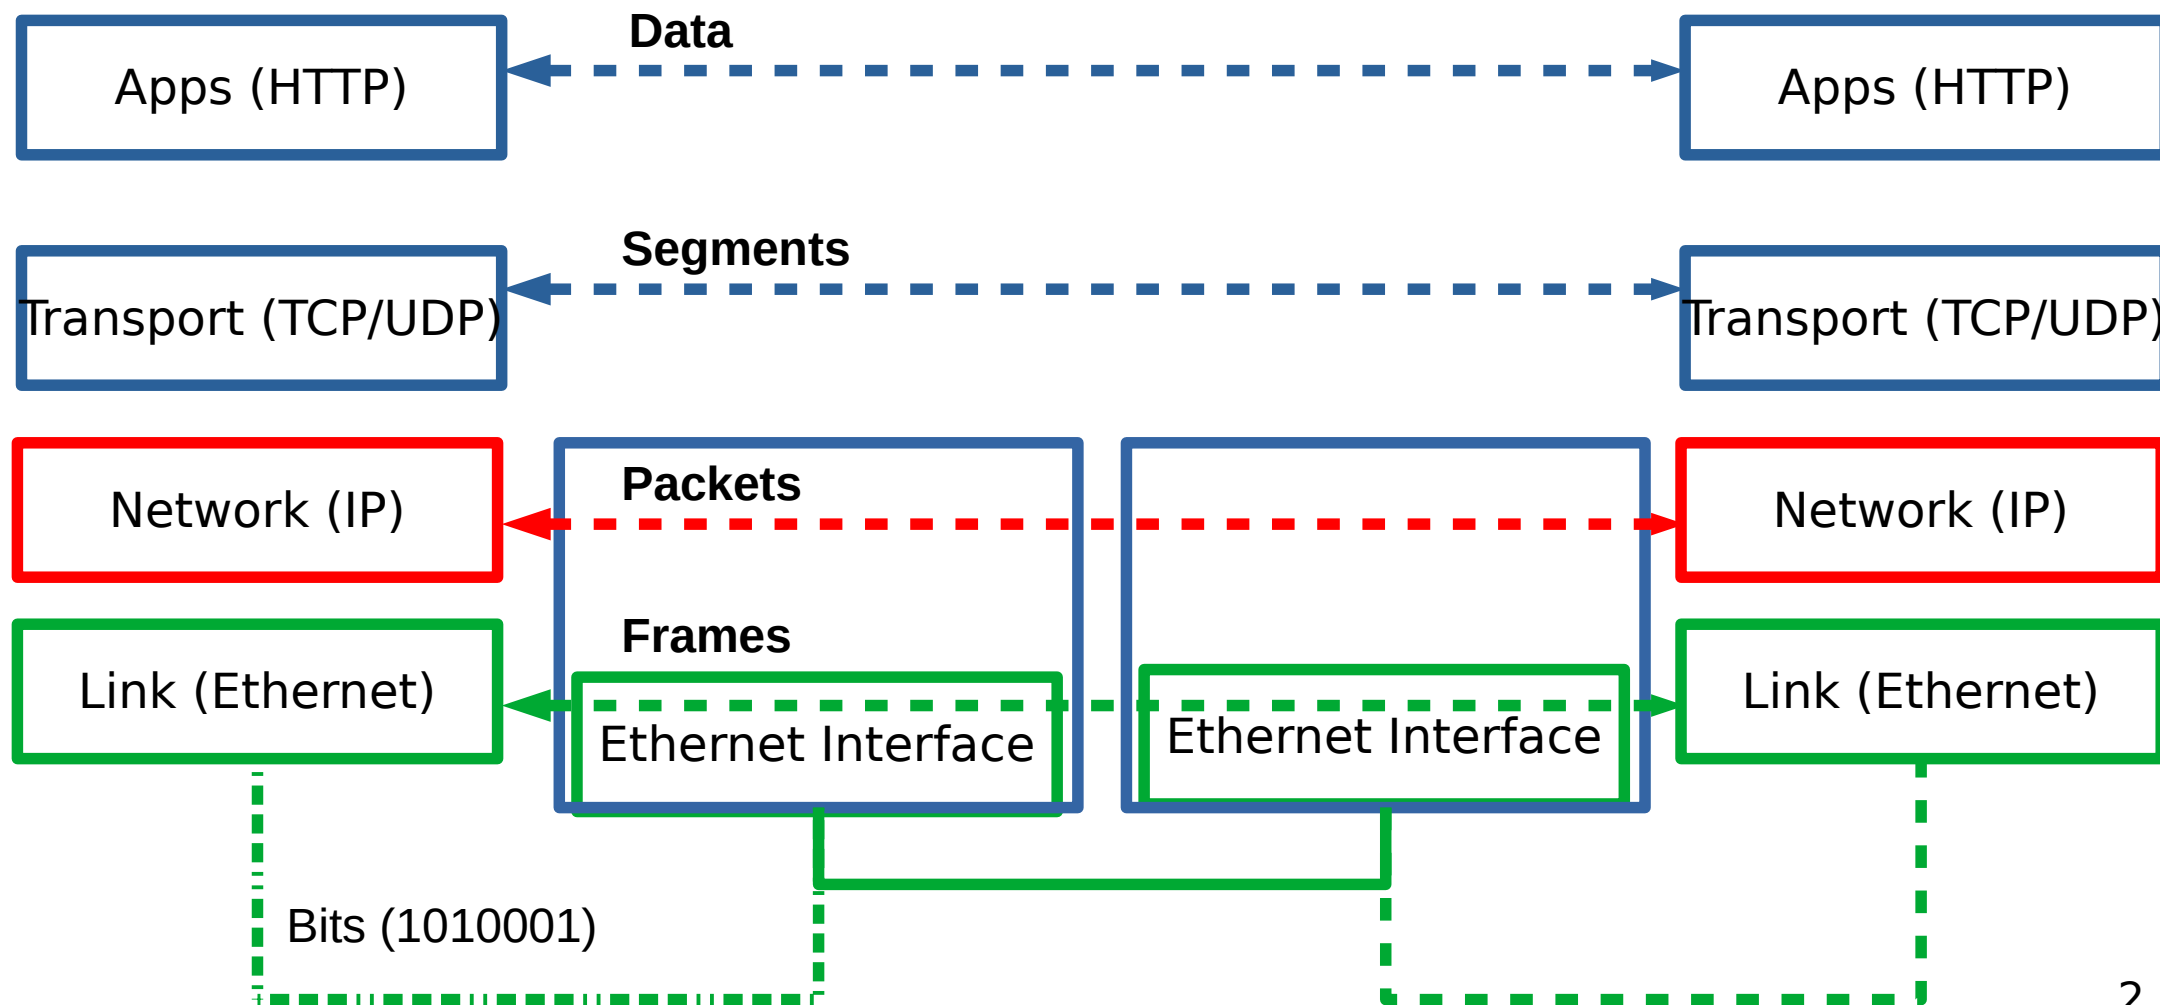 Data
Apps (HTTP)
Apps (HTTP)
Segments
Transport (TCP/UDP)
Transport (TCP/UDP)
Packets
Network (IP)
Network (IP)
Frames
Link (Ethernet)
Ethernet Interface
Ethernet Interface
Link (Ethernet)
Bits (1010001)
2